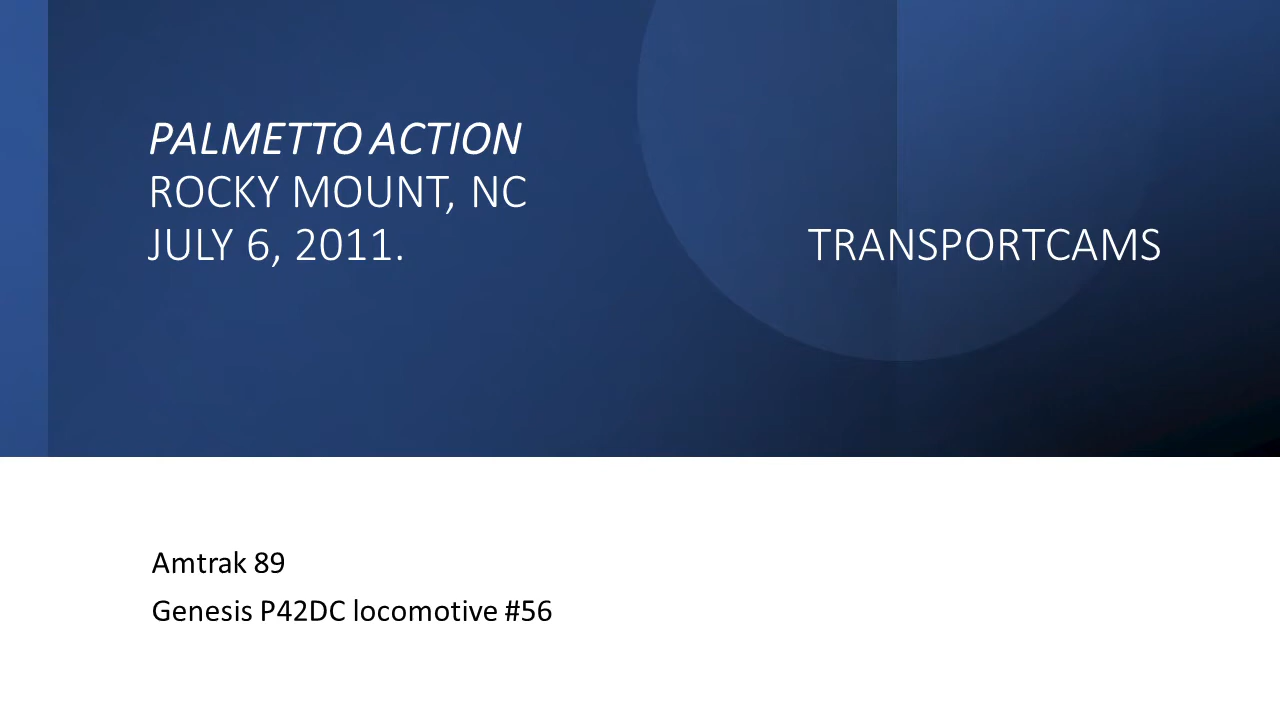 PALMETTO ACTION
ROCKY MOUNT, NC
JULY 6, 2011.
TRANSPORTCAMS
Amtrak 89
Genesis P42DC locomotive #56